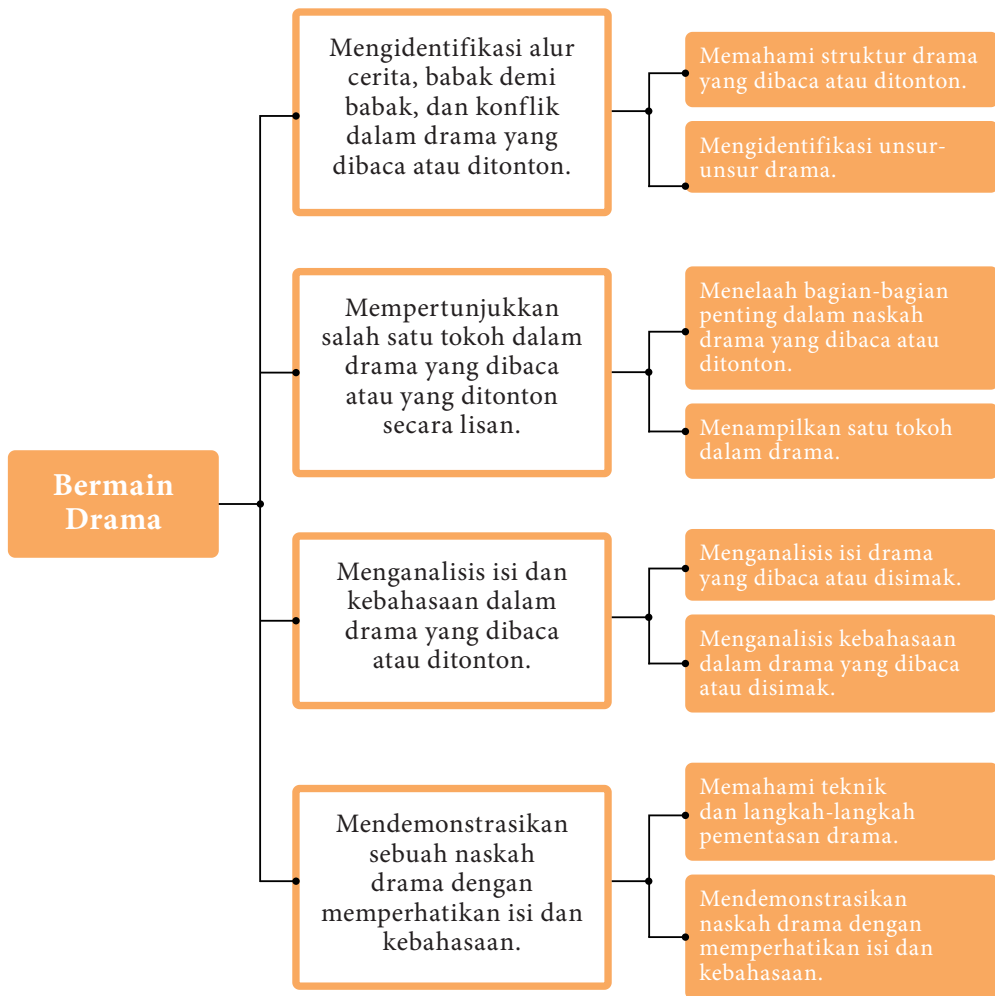 Bermain
Drama
Mengidentifikasi alur
cerita, babak demi
babak, dan konflik
dalam drama yang
dibaca atau ditonton.
Memahami struktur drama
yang dibaca atau ditonton.
Mengidentifikasi unsur-
unsur drama.
Mempertunjukkan
salah satu tokoh dalam
drama yang dibaca
atau yang ditonton
secara lisan.
Menelaah bagian-bagian
penting dalam naskah
drama yang dibaca atau
ditonton.
Menampilkan satu tokoh
dalam drama.
Menganalisis isi dan
kebahasaan dalam
drama yang dibaca
atau ditonton.
Menganalisis isi drama
yang dibaca atau disimak.
Menganalisis kebahasaan
dalam drama yang dibaca
atau disimak.
Mendemonstrasikan
sebuah naskah
drama dengan
memperhatikan isi dan
kebahasaan.
Memahami teknik
dan langkah-langkah
pementasan drama.
Mendemonstrasikan
naskah drama dengan
memperhatikan isi dan
kebahasaan.